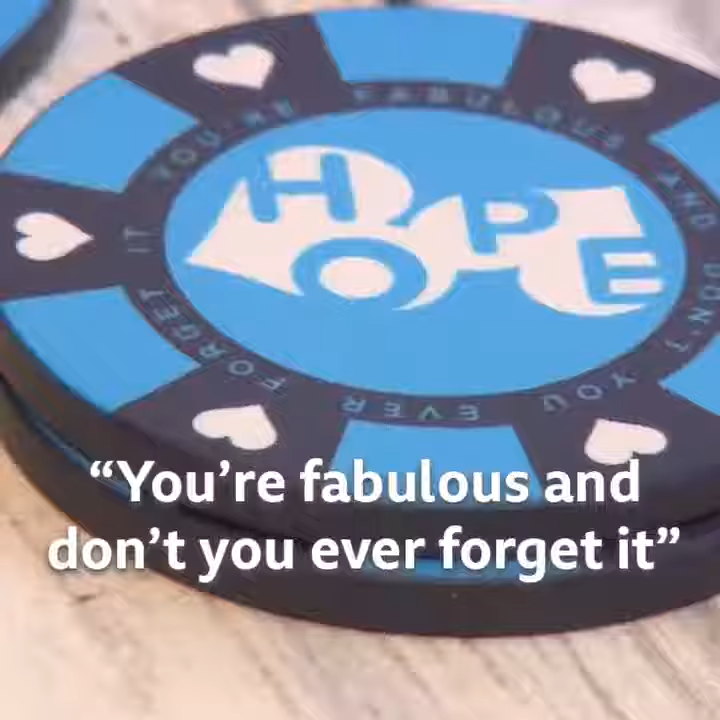 YOU'RE FABULOUS AND DON'T YOU EVER FORGET IT
HOPE
“You’re fabulous and
don’t you ever forget it”